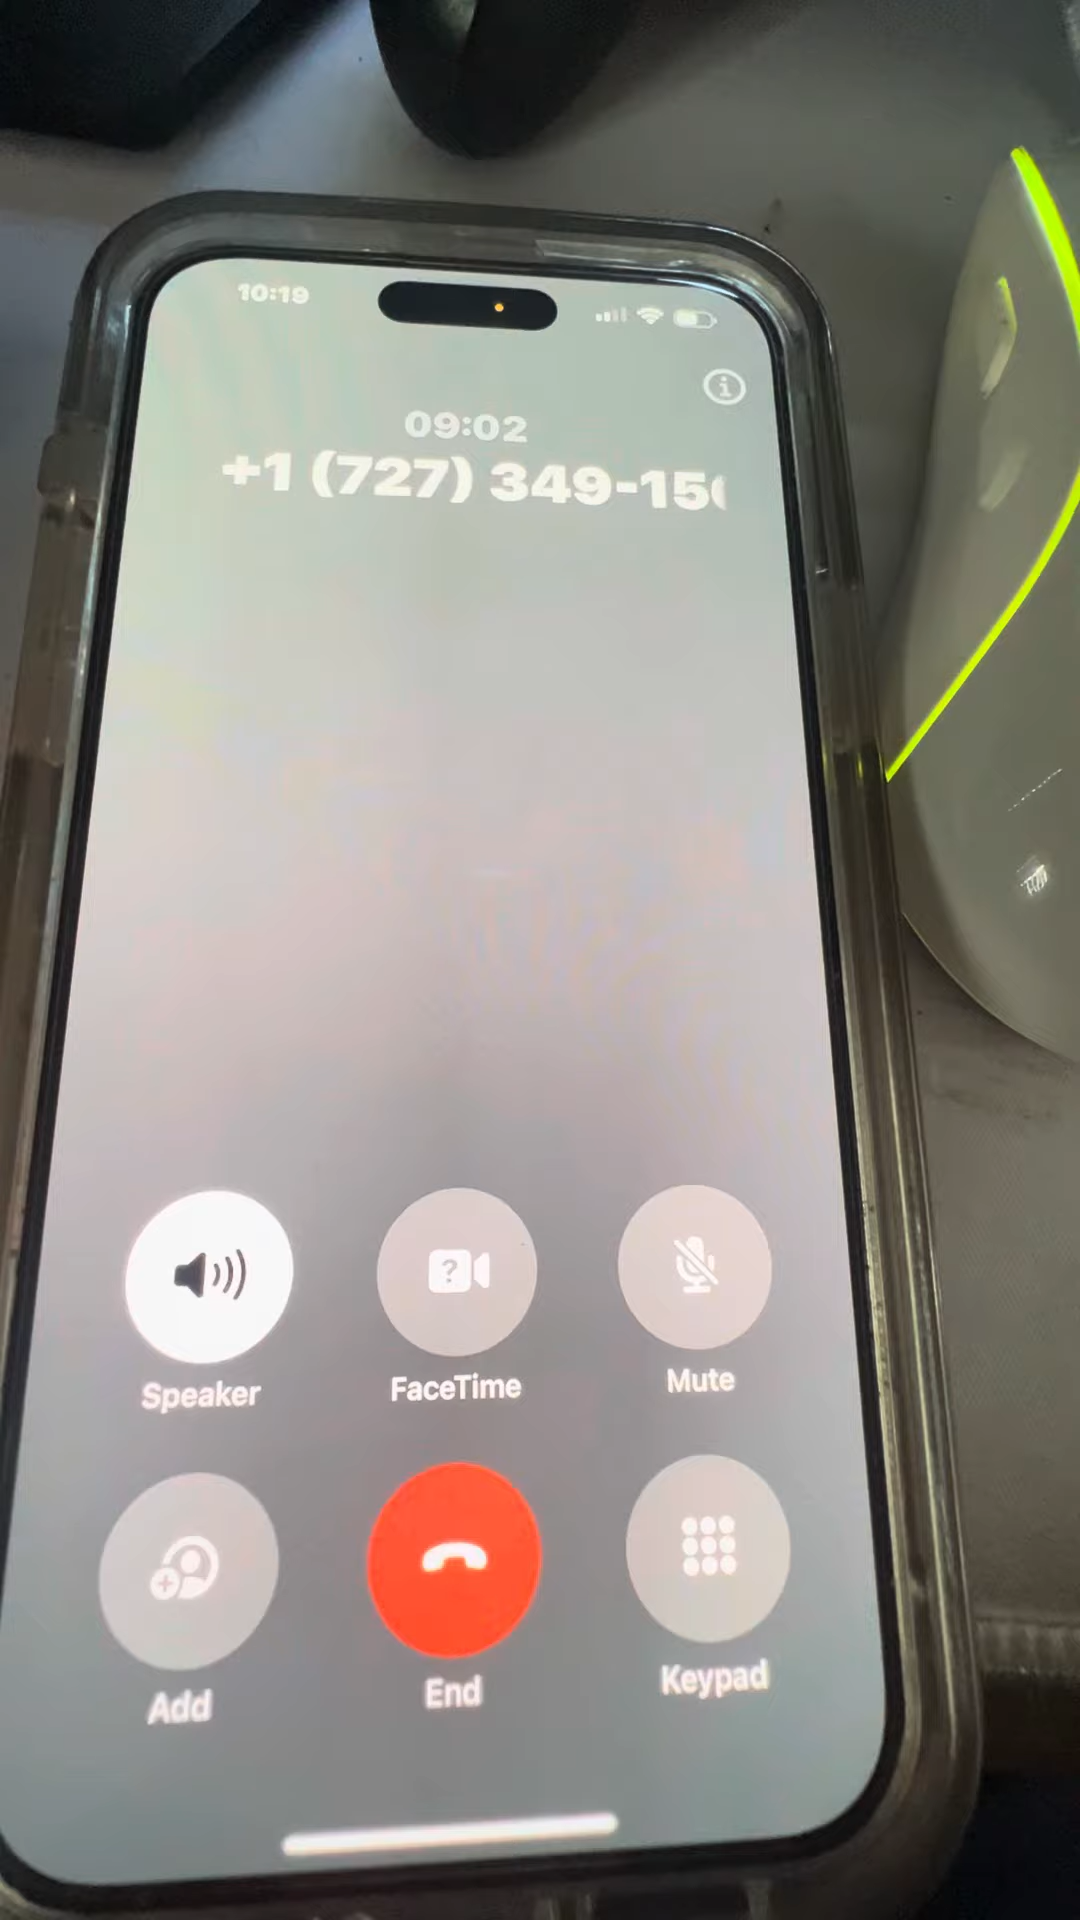 10:19
09:02
+1 (727) 349-15
Speaker
FaceTime
Mute
Add
End
Keypad